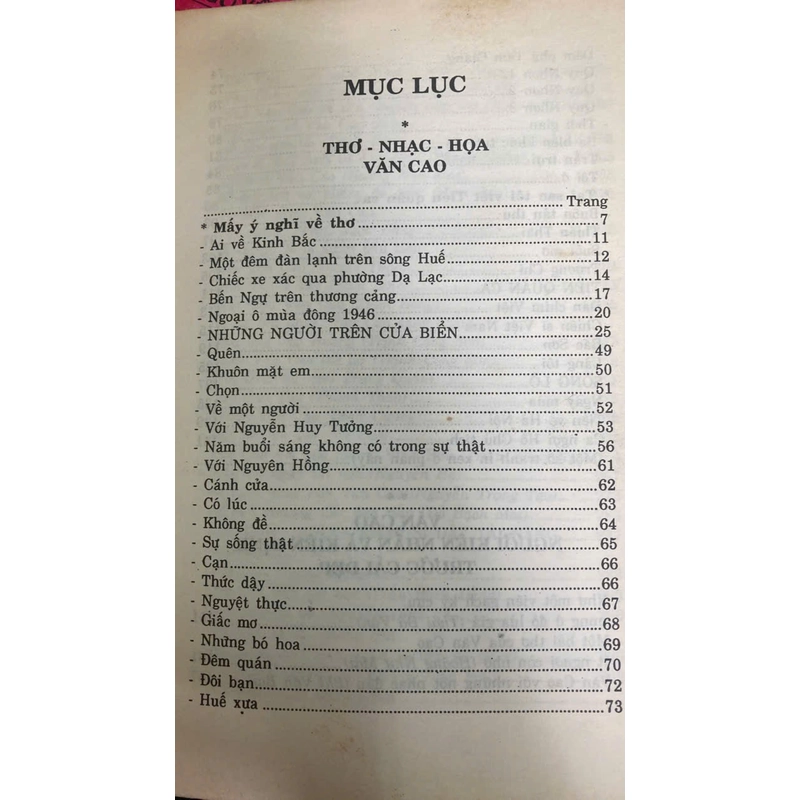 MỤC LỤC
*
THƠ - NHẠC - HỌA
VĂN CAO
........ Trang
* Mấy ý nghĩ về thơ ........ 7
- Ai về Kinh Bắc ........ 11
- Một đêm đàn lạnh trên sông Huế ........ 12
- Chiếc xe xác qua phường Dạ Lạc ........ 14
- Bến Ngự trên thương cảng ........ 17
- Ngoại ô mùa đông 1946 ........ 20
- NHỮNG NGƯỜI TRÊN CỬA BIỂN ........ 25
- Quên ........ 49
- Khuôn mặt em ........ 50
- Chọn ........ 51
- Về một người ........ 52
- Với Nguyễn Huy Tưởng ........ 53
- Năm buổi sáng không có trong sự thật ........ 56
- Với Nguyên Hồng ........ 61
- Cánh cửa ........ 62
- Có lúc ........ 63
- Không đề ........ 64
- Sự sống thật ........ 65
- Cạn ........ 66
- Thức dậy ........ 66
- Nguyệt thực ........ 67
- Giấc mơ ........ 68
- Những bó hoa ........ 69
- Đêm quán ........ 70
- Đôi bạn ........ 72
- Huế xưa ........ 73